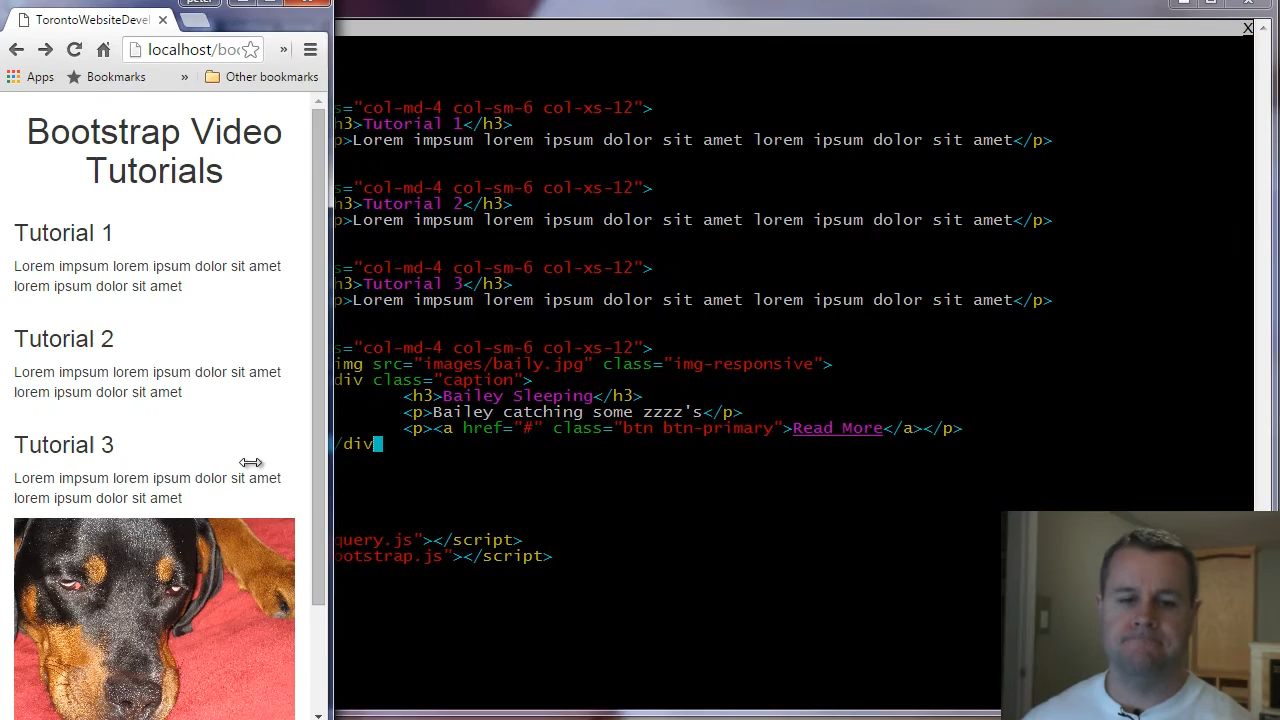 peter
TorontoWebsiteDevel
localhost/boo
Apps Bookmarks » Other bookmarks
Bootstrap Video
Tutorials
Tutorial 1
Lorem impsum lorem ipsum dolor sit amet
lorem ipsum dolor sit amet
Tutorial 2
Lorem impsum lorem ipsum dolor sit amet
lorem ipsum dolor sit amet
Tutorial 3
Lorem impsum lorem ipsum dolor sit amet
lorem ipsum dolor sit amet
X
s="col-md-4 col-sm-6 col-xs-12">
h3>Tutorial 1</h3>
p>Lorem impsum lorem ipsum dolor sit amet lorem ipsum dolor sit amet</p>
s="col-md-4 col-sm-6 col-xs-12">
h3>Tutorial 2</h3>
p>Lorem impsum lorem ipsum dolor sit amet lorem ipsum dolor sit amet</p>
s="col-md-4 col-sm-6 col-xs-12">
h3>Tutorial 3</h3>
p>Lorem impsum lorem ipsum dolor sit amet lorem ipsum dolor sit amet</p>
s="col-md-4 col-sm-6 col-xs-12">
img src="images/baily.jpg" class="img-responsive">
div class="caption">
<h3>Bailey Sleeping</h3>
<p>Bailey catching some zzzz's</p>
<p><a href="#" class="btn btn-primary">Read More</a></p>
/div
query.js"></script>
ootstrap.js"></script>